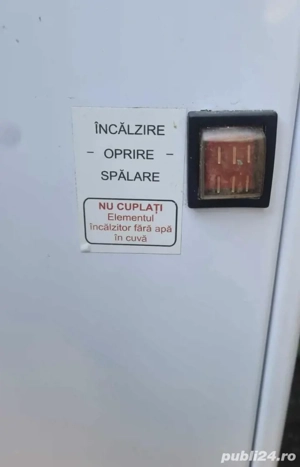 ÎNCĂLZIRE
- OPRIRE -
SPĂLARE
NU CUPLAȚI
Elementul
încălzitor fără apă
în cuvă
publi24.ro